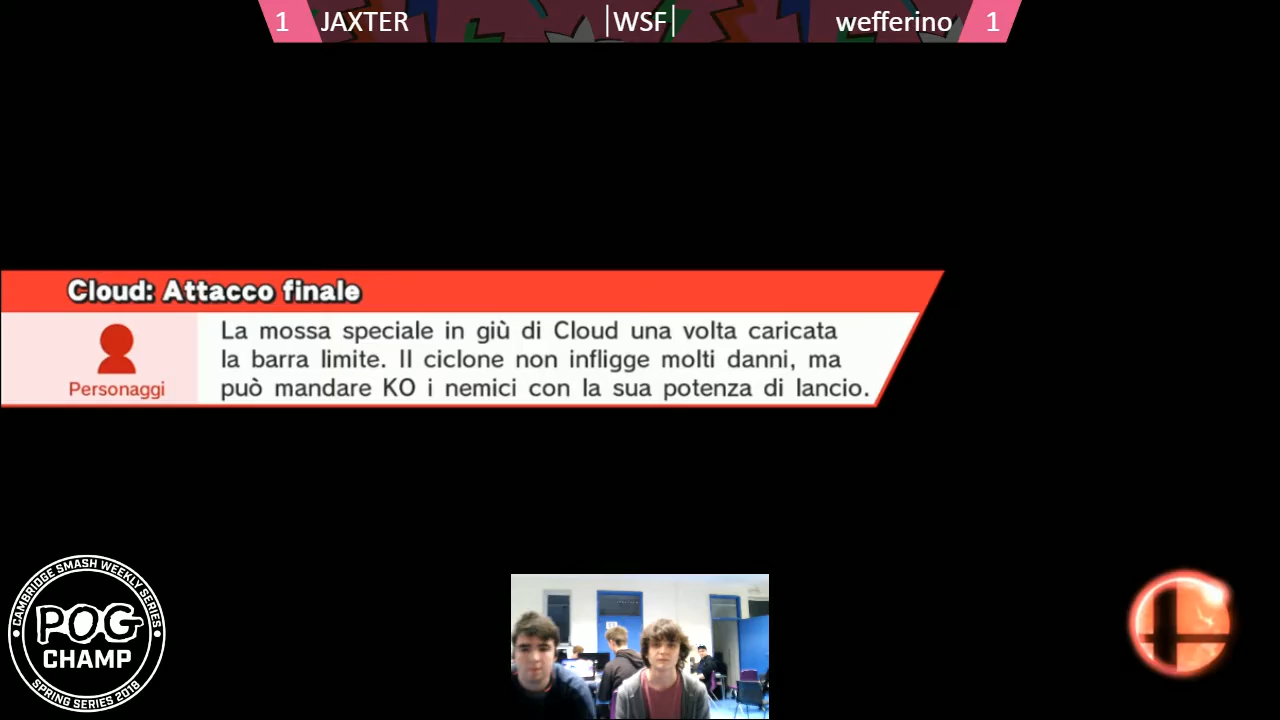 1 JAXTER |WSF| wefferino 1
Cloud: Attacco finale
La mossa speciale in giù di Cloud una volta caricata
la barra limite. Il ciclone non infligge molti danni, ma
può mandare KO i nemici con la sua potenza di lancio.
Personaggi
CAMBRIDGE SMASH WEEKLY SERIES
POG
CHAMP
SPRING SERIES 2018